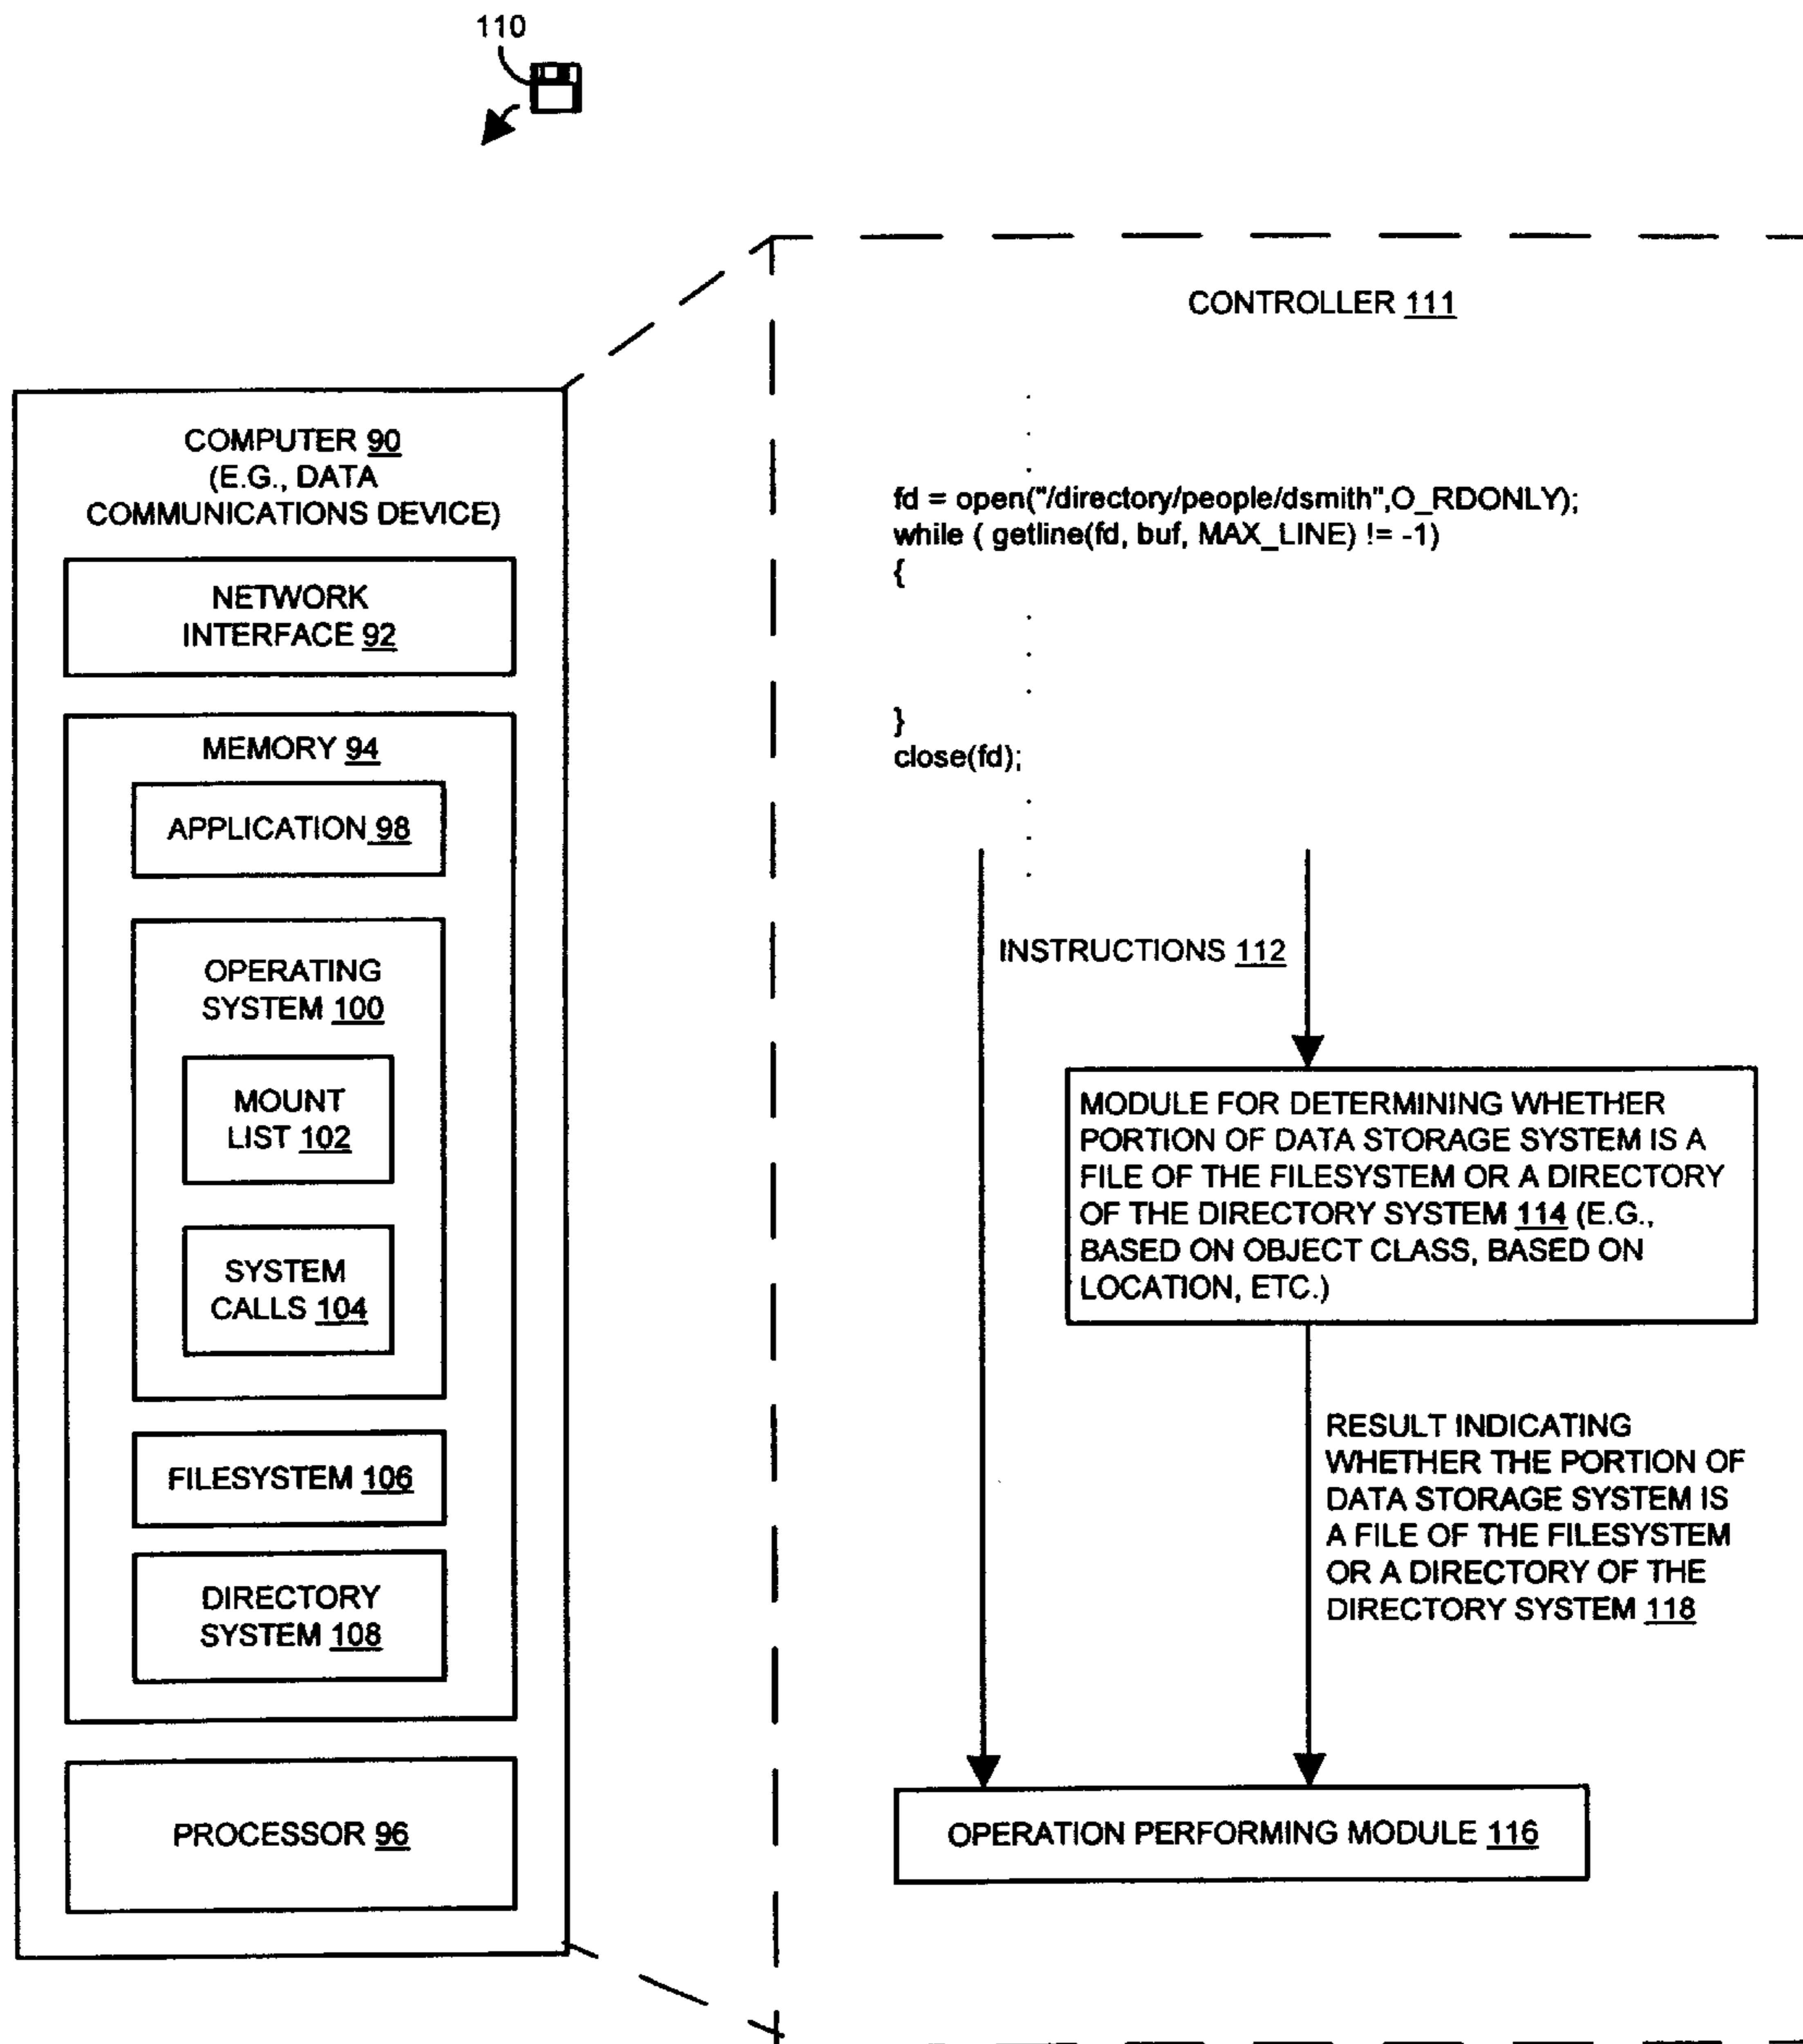 110
COMPUTER 90
(E.G., DATA
COMMUNICATIONS DEVICE)
NETWORK
INTERFACE 92
MEMORY 94
APPLICATION 98
OPERATING
SYSTEM 100
MOUNT
LIST 102
SYSTEM
CALLS 104
FILESYSTEM 106
DIRECTORY
SYSTEM 108
PROCESSOR 96
CONTROLLER 111
.
.
.
fd = open("/directory/people/dsmith",O_RDONLY);
while ( getline(fd, buf, MAX_LINE) != -1)
{
.
.
.
}
close(fd);
.
.
.
INSTRUCTIONS 112
MODULE FOR DETERMINING WHETHER
PORTION OF DATA STORAGE SYSTEM IS A
FILE OF THE FILESYSTEM OR A DIRECTORY
OF THE DIRECTORY SYSTEM 114 (E.G.,
BASED ON OBJECT CLASS, BASED ON
LOCATION, ETC.)
RESULT INDICATING
WHETHER THE PORTION OF
DATA STORAGE SYSTEM IS
A FILE OF THE FILESYSTEM
OR A DIRECTORY OF THE
DIRECTORY SYSTEM 118
OPERATION PERFORMING MODULE 116